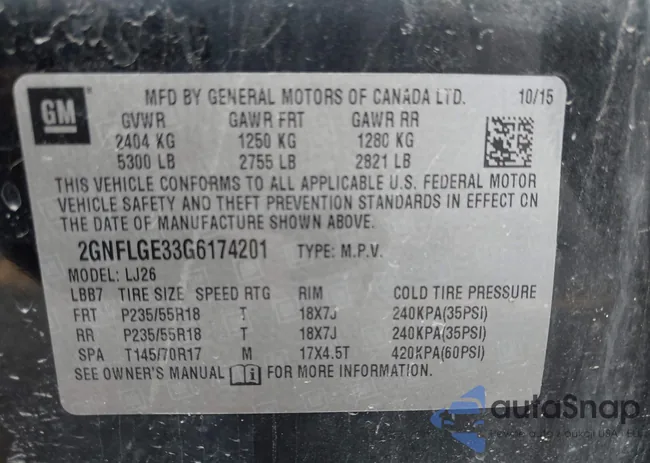 GM
MFD BY GENERAL MOTORS OF CANADA LTD. 10/15
GVWR GAWR FRT GAWR RR
2404 KG 1250 KG 1280 KG
5300 LB 2755 LB 2821 LB
THIS VEHICLE CONFORMS TO ALL APPLICABLE U.S. FEDERAL MOTOR
VEHICLE SAFETY AND THEFT PREVENTION STANDARDS IN EFFECT ON
THE DATE OF MANUFACTURE SHOWN ABOVE.
2GNFLGE33G6174201 TYPE: M.P.V.
MODEL: LJ26
LBB7 TIRE SIZE SPEED RTG RIM COLD TIRE PRESSURE
FRT P235/55R18 T 18X7J 240KPA(35PSI)
RR P235/55R18 T 18X7J 240KPA(35PSI)
SPA T145/70R17 M 17X4.5T 420KPA(60PSI)
SEE OWNER'S MANUAL FOR MORE INFORMATION.
autoSnap